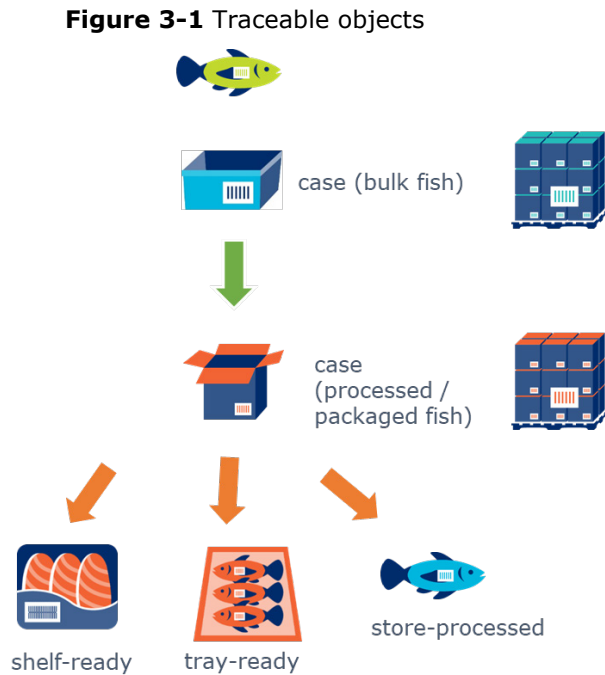 Figure 3-1 Traceable objects
case (bulk fish)
case
(processed /
packaged fish)
shelf-ready
tray-ready
store-processed